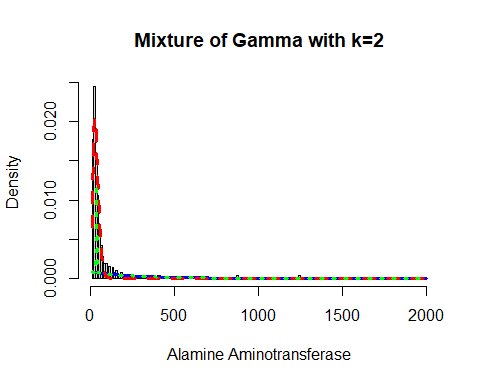 Mixture of Gamma with k=2
Density
0.020
0.010
0.000
0 500 1000 1500 2000
Alamine Aminotransferase